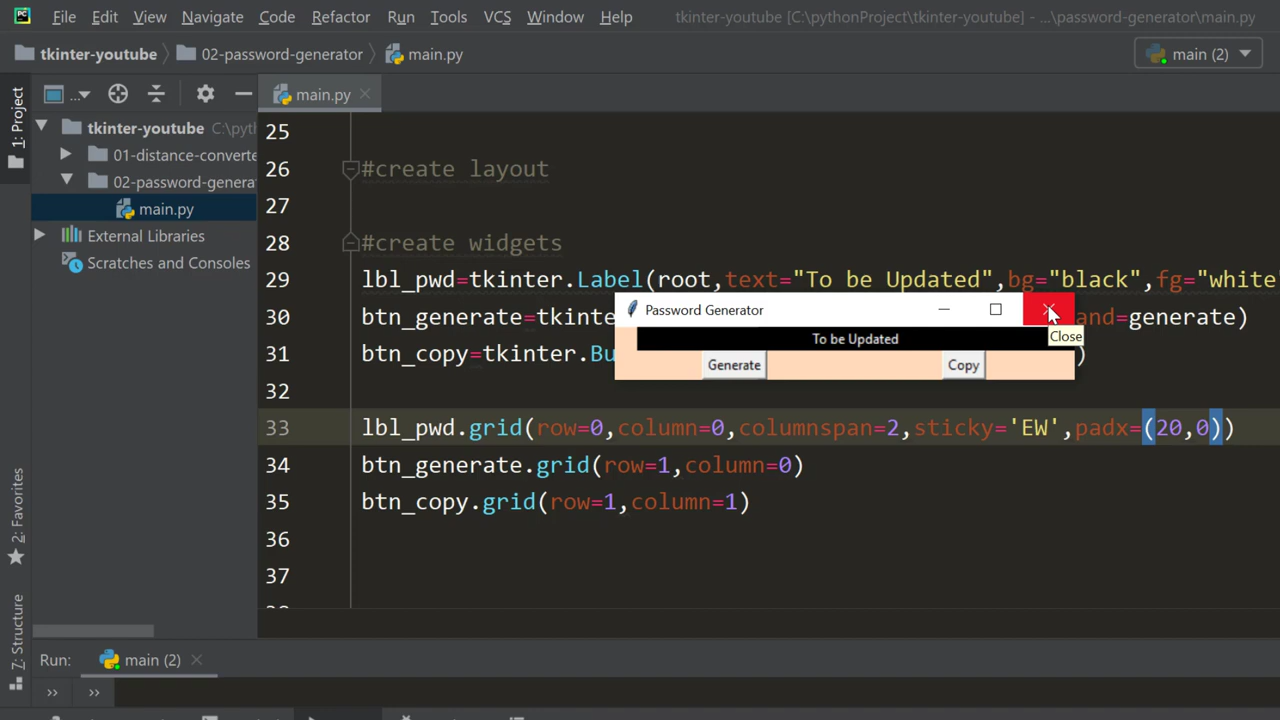 PC File Edit View Navigate Code Refactor Run Tools VCS Window Help tkinter-youtube [C:\pythonProject\tkinter-youtube] - ...\password-generator\main.py
tkinter-youtube 02-password-generator main.py main (2)
... main.py
1: Project
tkinter-youtube C:\pyth
01-distance-converte
02-password-genera
main.py
External Libraries
Scratches and Consoles
2: Favorites
7: Structure
25
26 #create layout
27
28 #create widgets
29 lbl_pwd=tkinter.Label(root,text="To be Updated",bg="black",fg="white
30 btn_generate=tkinte and=generate)
31 btn_copy=tkinter.Bu )
32
33 lbl_pwd.grid(row=0,column=0,columnspan=2,sticky='EW',padx=(20,0))
34 btn_generate.grid(row=1,column=0)
35 btn_copy.grid(row=1,column=1)
36
37
Password Generator
Close
To be Updated
Generate Copy
Run: main (2)
>> >>